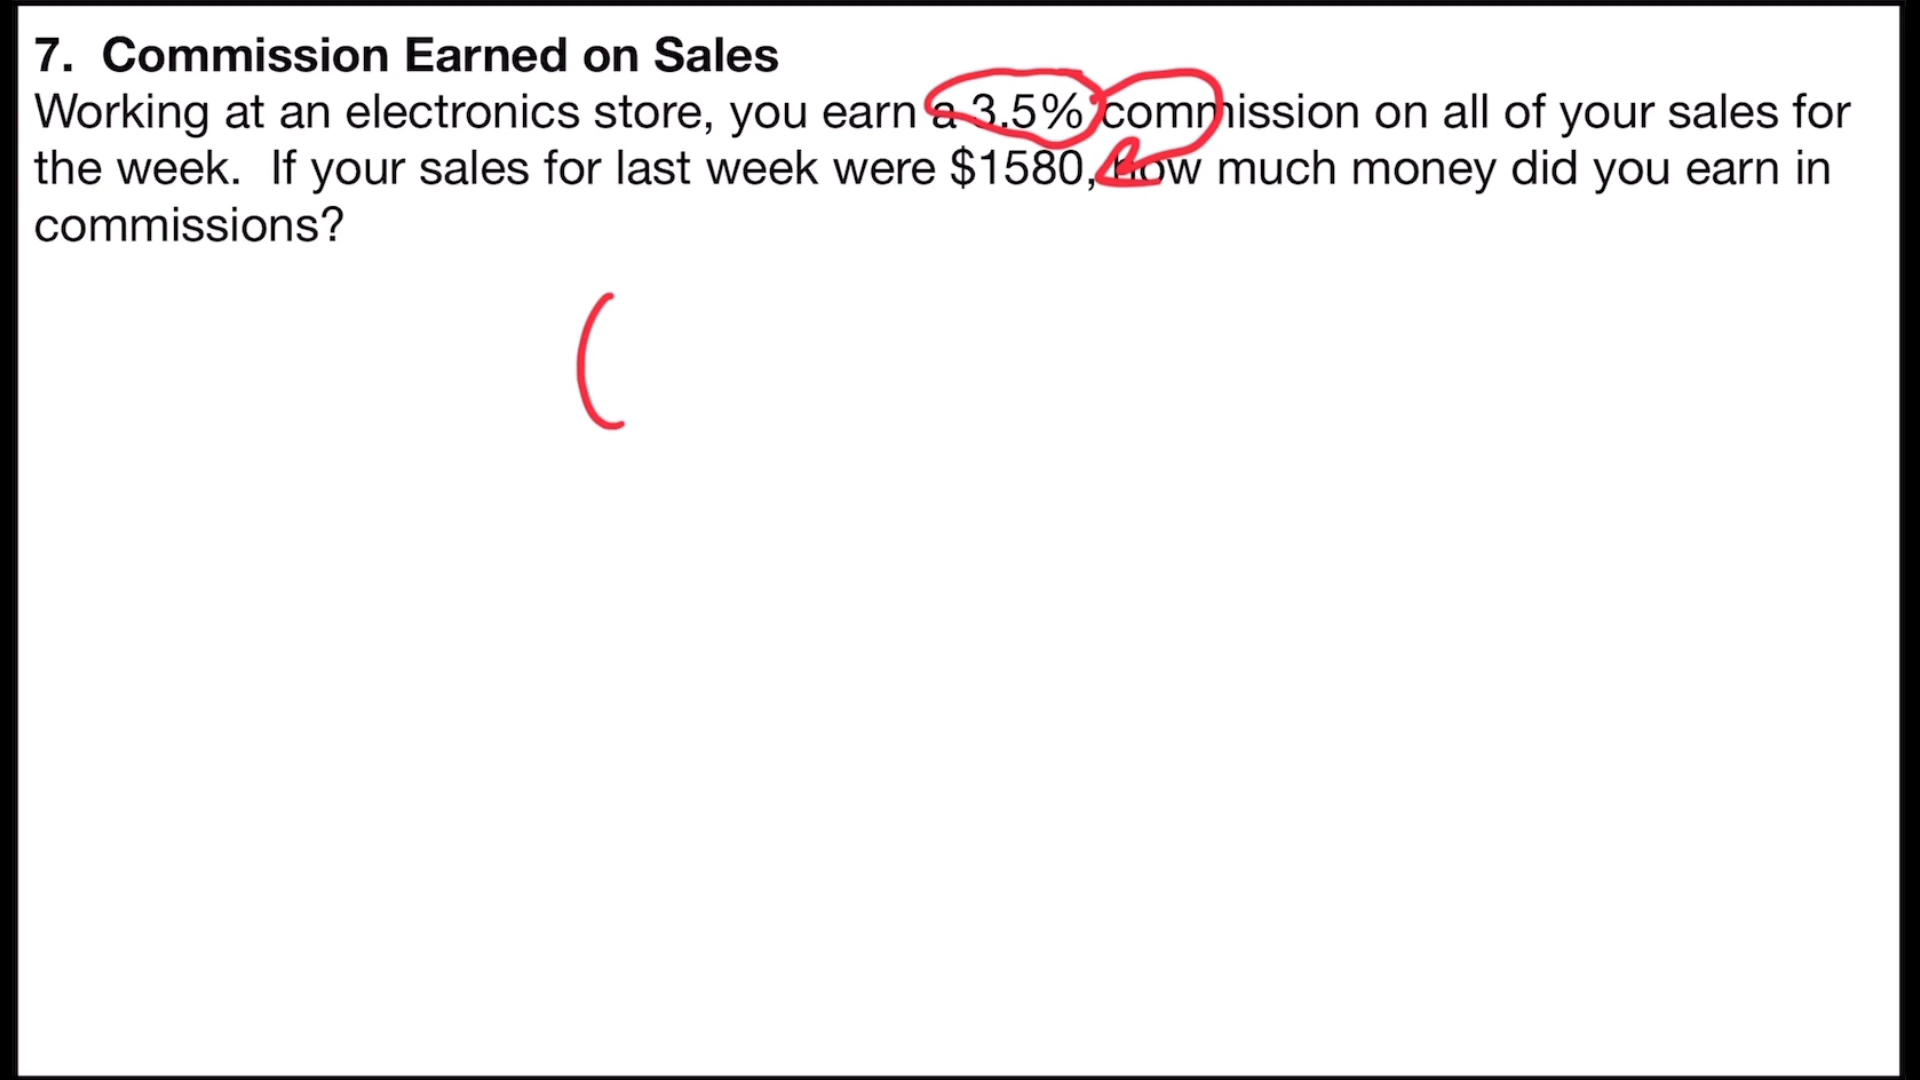 7. Commission Earned on Sales
Working at an electronics store, you earn a 3.5% commission on all of your sales for
the week. If your sales for last week were $1580, how much money did you earn in
commissions?
(